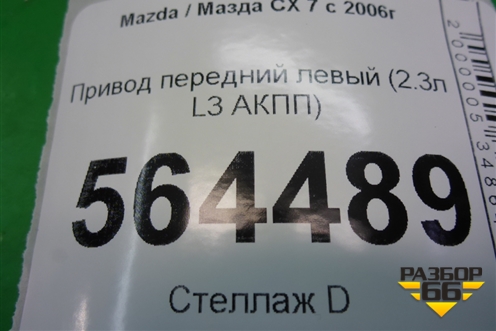 Mazda / Мазда CX 7 с 2006г
Привод передний левый (2.3л
L3 АКПП)
564489
Стеллаж D
РАЗБОР
66